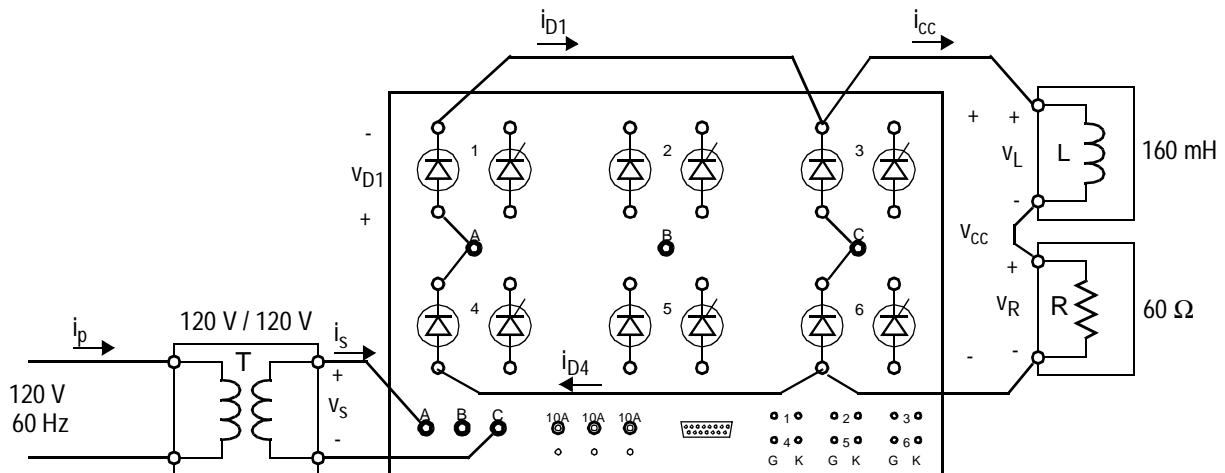 iD1
icc
-
1
2
3
+
+
vD1
vL
L
160 mH
+
-
A
B
C
vcc
+
4
5
6
vR
R
60 Ω
ip
120 V / 120 V
is
T
iD4
-
-
+
120 V
60 Hz
vs
A
B
C
10A
10A
10A
1
2
3
-
4
5
6
G K
G K
G K